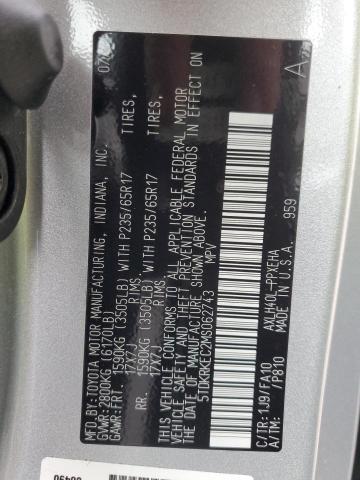 MFD.BY:TOYOTA MOTOR MANUFACTURING, INDIANA, INC. 07/
GVWR:2800KG(6170LB)
GAWR:FRT. 1590KG (3505LB) WITH P235/65R17 TIRES,
17X7J RIMS
RR. 1590KG (3505LB) WITH P235/65R17 TIRES,
17X7J RIMS
THIS VEHICLE CONFORMS TO ALL APPLICABLE FEDERAL MOTOR
VEHICLE SAFETY AND BUMPER THEFT PREVENTION STANDARDS IN EFFECT ON
THE DATE OF MANUFACTURE SHOWN ABOVE.
5TDKRKEC2MS062743 MPV
959
C/TR:1J9/FA10 AXLH40L-PPXEHA
A/TM: /P810 MADE IN U.S.A.
A